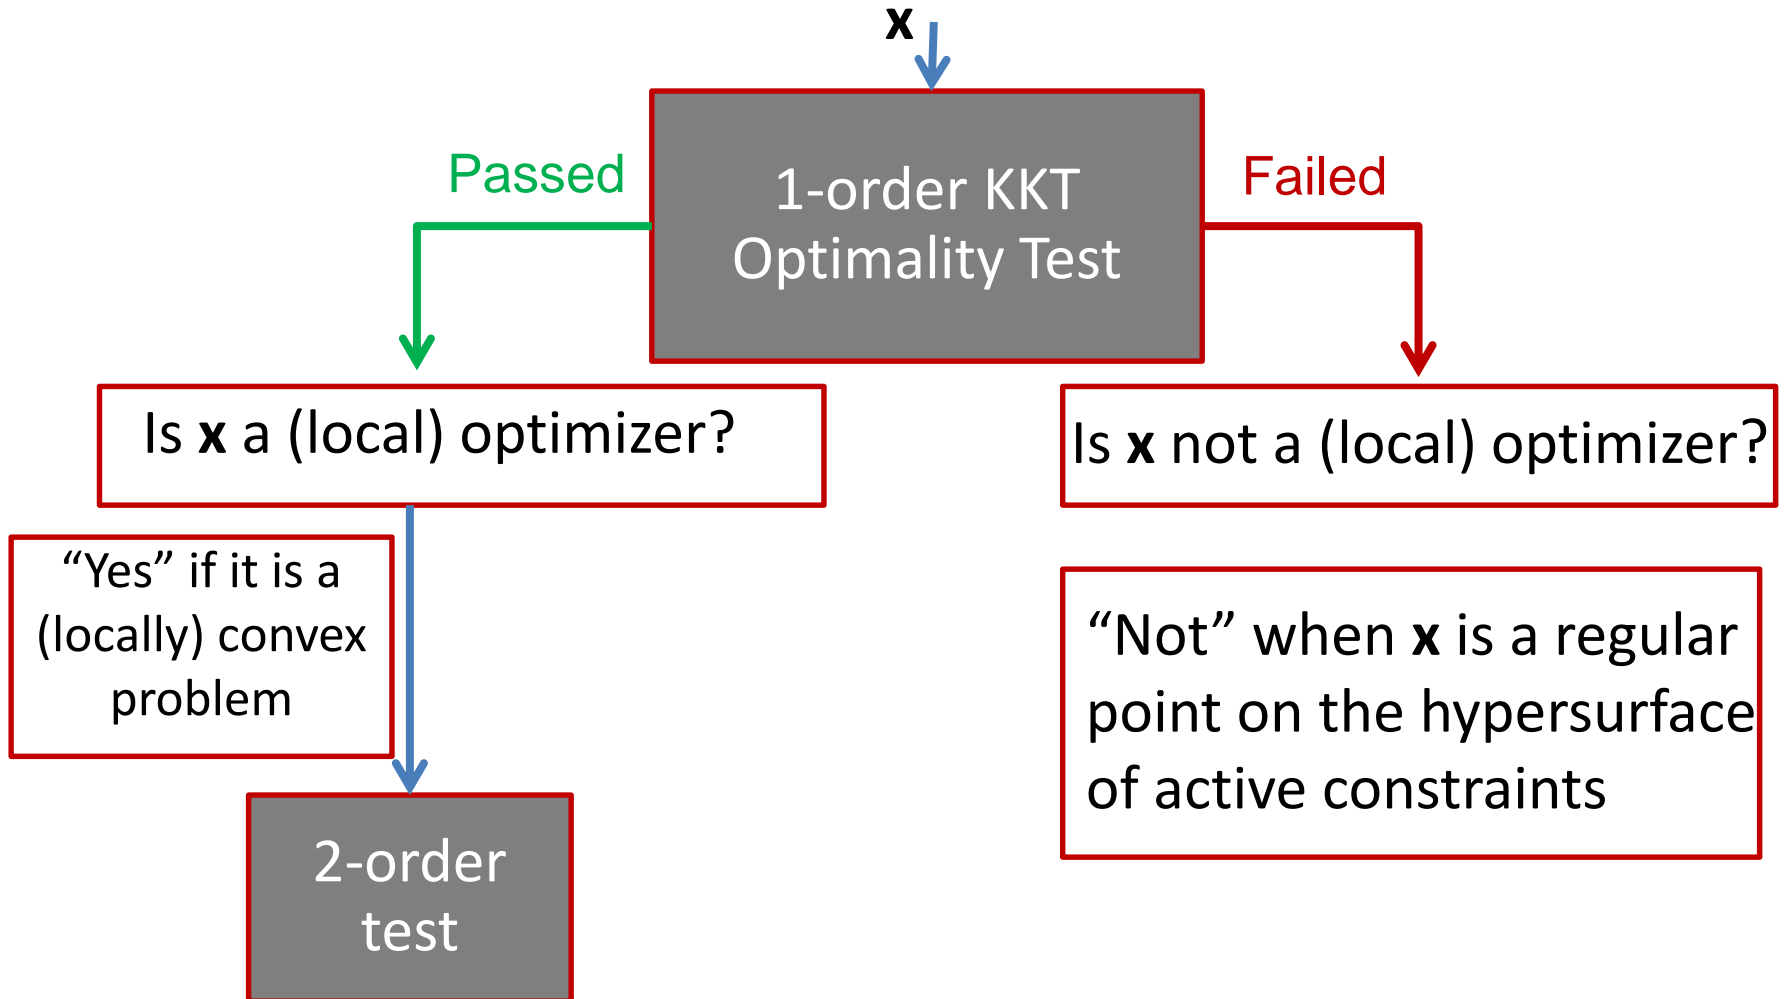 x
1-order KKT
Optimality Test
Passed
Failed
Is x a (local) optimizer?
Is x not a (local) optimizer?
“Yes” if it is a
(locally) convex
problem
“Not” when x is a regular
point on the hypersurface
of active constraints
2-order
test